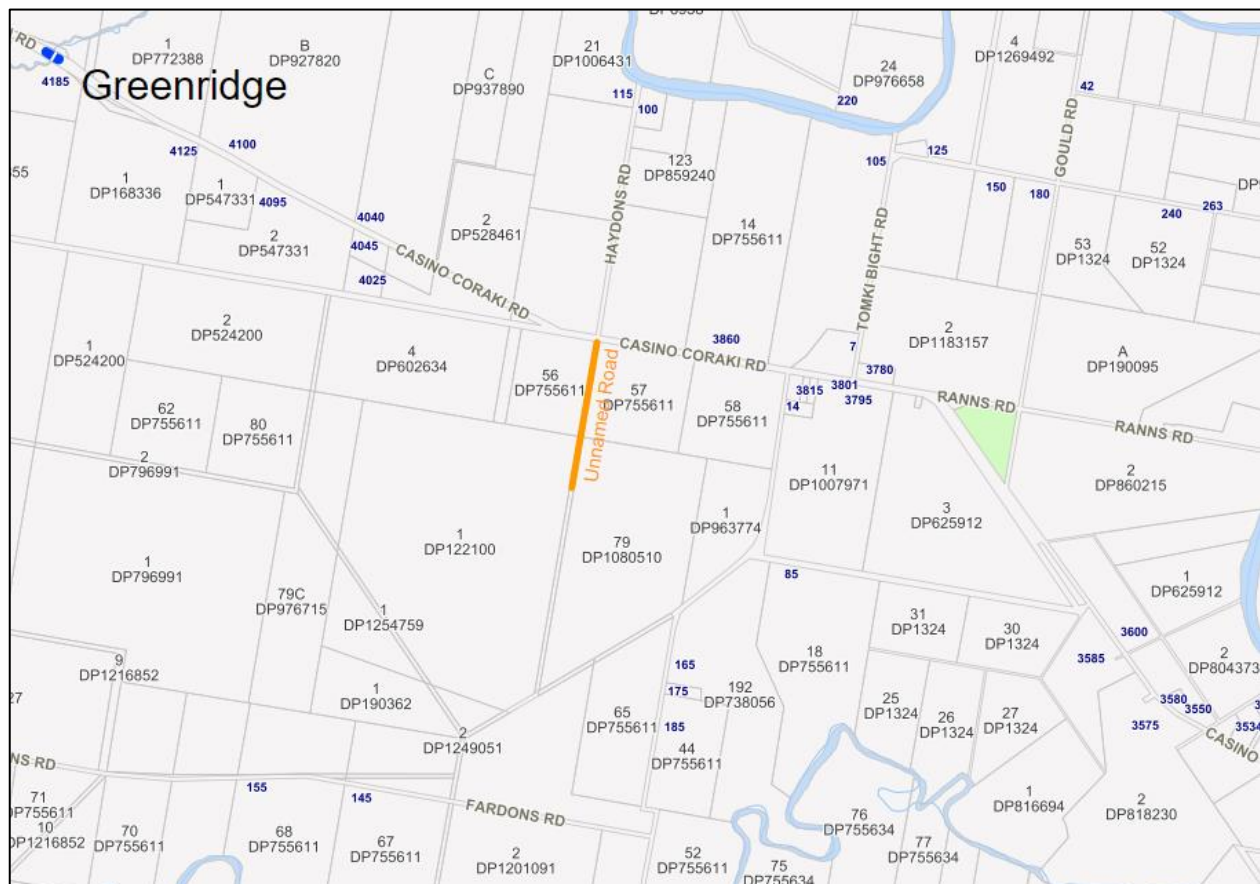 RD
DP6938
1
DP772388
B
DP927820
21
DP1006431
4
DP1269492
24
DP976658
C
DP937890
4185
Greenridge
115
100
220
42
GOULD RD
4125
4100
105
125
123
DP859240
55
1
DP168336
1
DP547331
4095
HAYDONS RD
150
180
240
263
4040
2
DP547331
4045
2
DP528461
14
DP755611
TOMKI BIGHT RD
53
DP1324
52
DP1324
4025
CASINO CORAKI RD
2
DP524200
1
DP524200
4
DP602634
3860
CASINO CORAKI RD
7
2
DP1183157
A
DP190095
56
DP755611
Unnamed Road
57
DP755611
58
DP755611
3780
3801
3815
3795
14
RANNS RD
RANNS RD
62
DP755611
80
DP755611
2
DP796991
11
DP1007971
2
DP860215
3
DP625912
1
DP963774
1
DP122100
79
DP1080510
1
DP796991
79C
DP976715
85
1
DP625912
1
DP1254759
31
DP1324
30
DP1324
3600
9
DP1216852
165
18
DP755611
3585
2
DP804373
27
1
DP190362
175
192
DP738056
65
DP755611
185
25
DP1324
26
DP1324
27
DP1324
3580
3550
3575
3534
CASINO
2
DP1249051
44
DP755611
NS RD
155
145
FARDONS RD
71
DP755611
10
DP1216852
70
DP755611
68
DP755611
67
DP755611
2
DP1201091
52
DP755611
75
DP755634
76
DP755634
77
DP755634
1
DP816694
2
DP818230